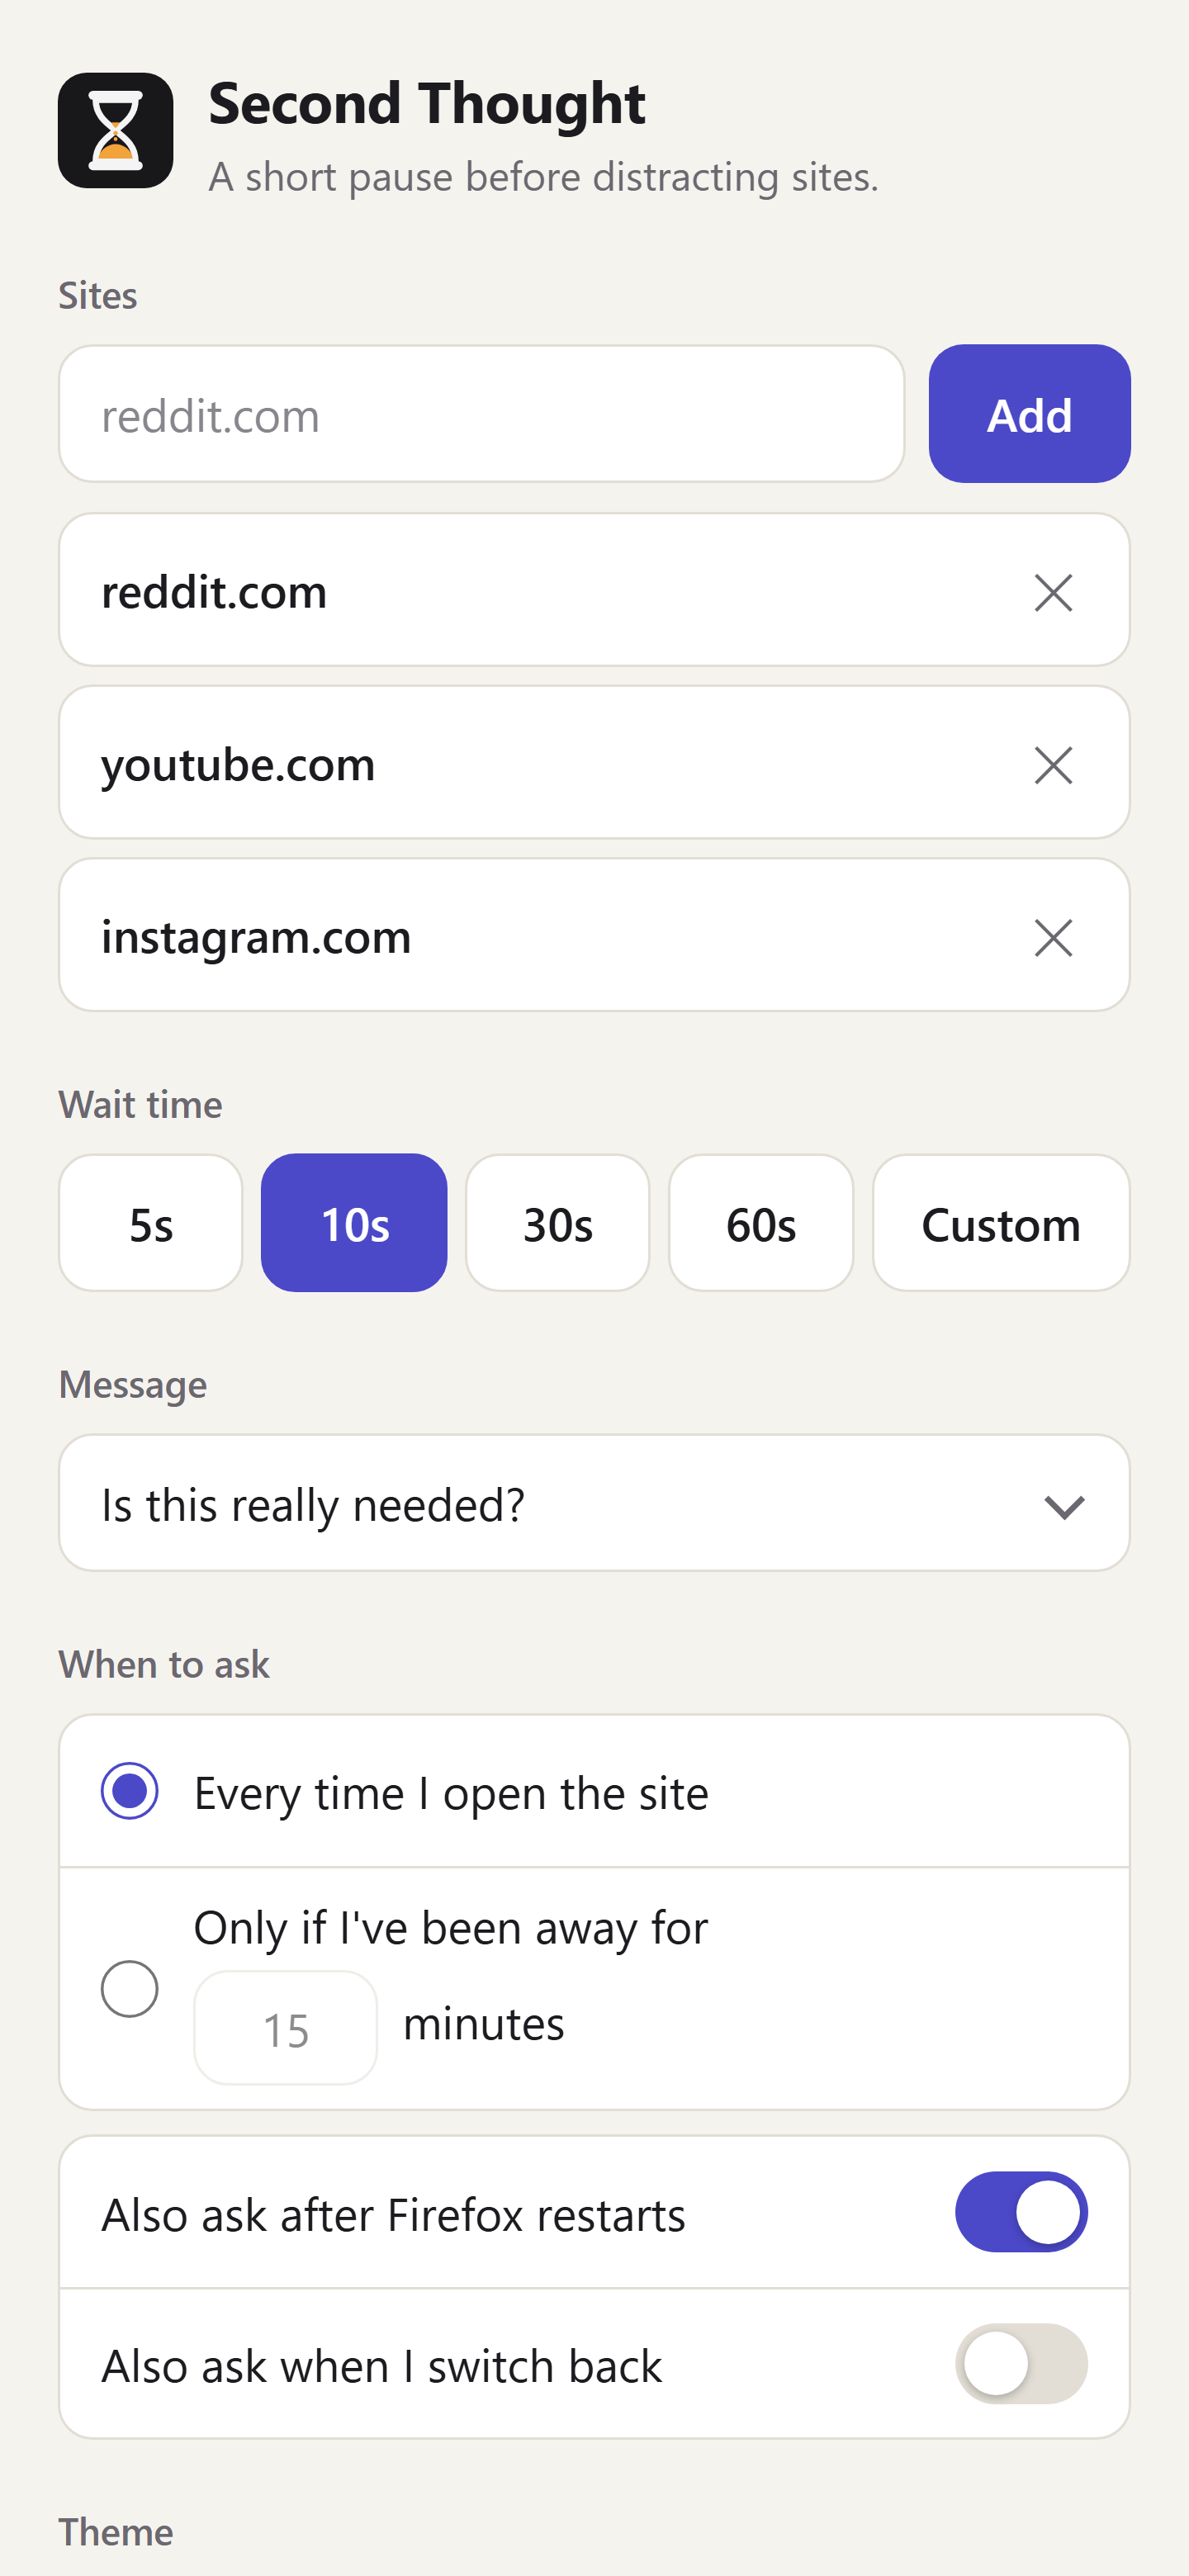 Second Thought
A short pause before distracting sites.
Sites
reddit.com
Add
reddit.com
youtube.com
instagram.com
Wait time
5s
10s
30s
60s
Custom
Message
Is this really needed?
When to ask
Every time I open the site
Only if I've been away for
15 minutes
Also ask after Firefox restarts
Also ask when I switch back
Theme